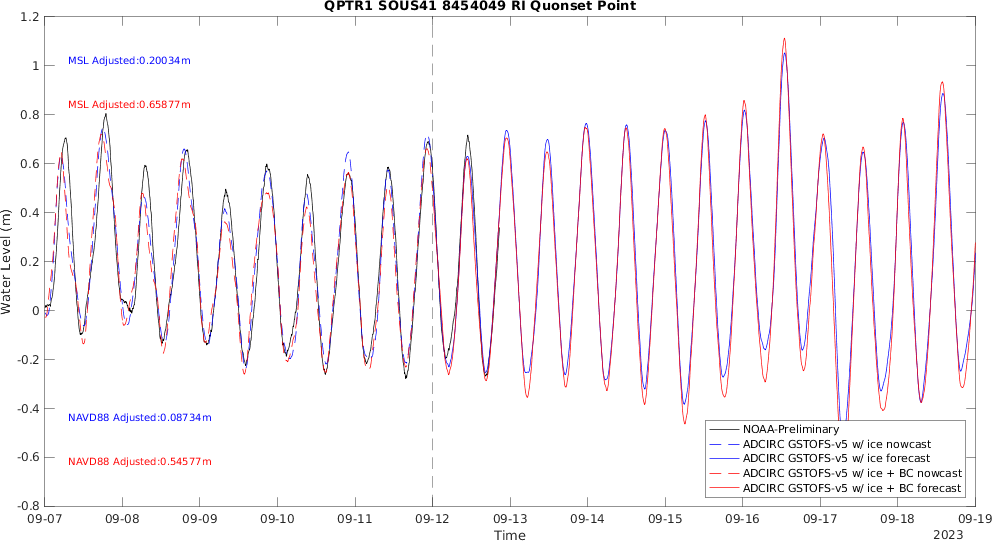 QPTR1 SOUS41 8454049 RI Quonset Point
1.2
1
0.8
0.6
0.4
0.2
0
-0.2
-0.4
-0.6
-0.8
Water Level (m)
MSL Adjusted:0.20034m
MSL Adjusted:0.65877m
NAVD88 Adjusted:0.08734m
NAVD88 Adjusted:0.54577m
NOAA-Preliminary
ADCIRC GSTOFS-v5 w/ ice nowcast
ADCIRC GSTOFS-v5 w/ ice forecast
ADCIRC GSTOFS-v5 w/ ice + BC nowcast
ADCIRC GSTOFS-v5 w/ ice + BC forecast
09-07 09-08 09-09 09-10 09-11 09-12 09-13 09-14 09-15 09-16 09-17 09-18 09-19
Time
2023